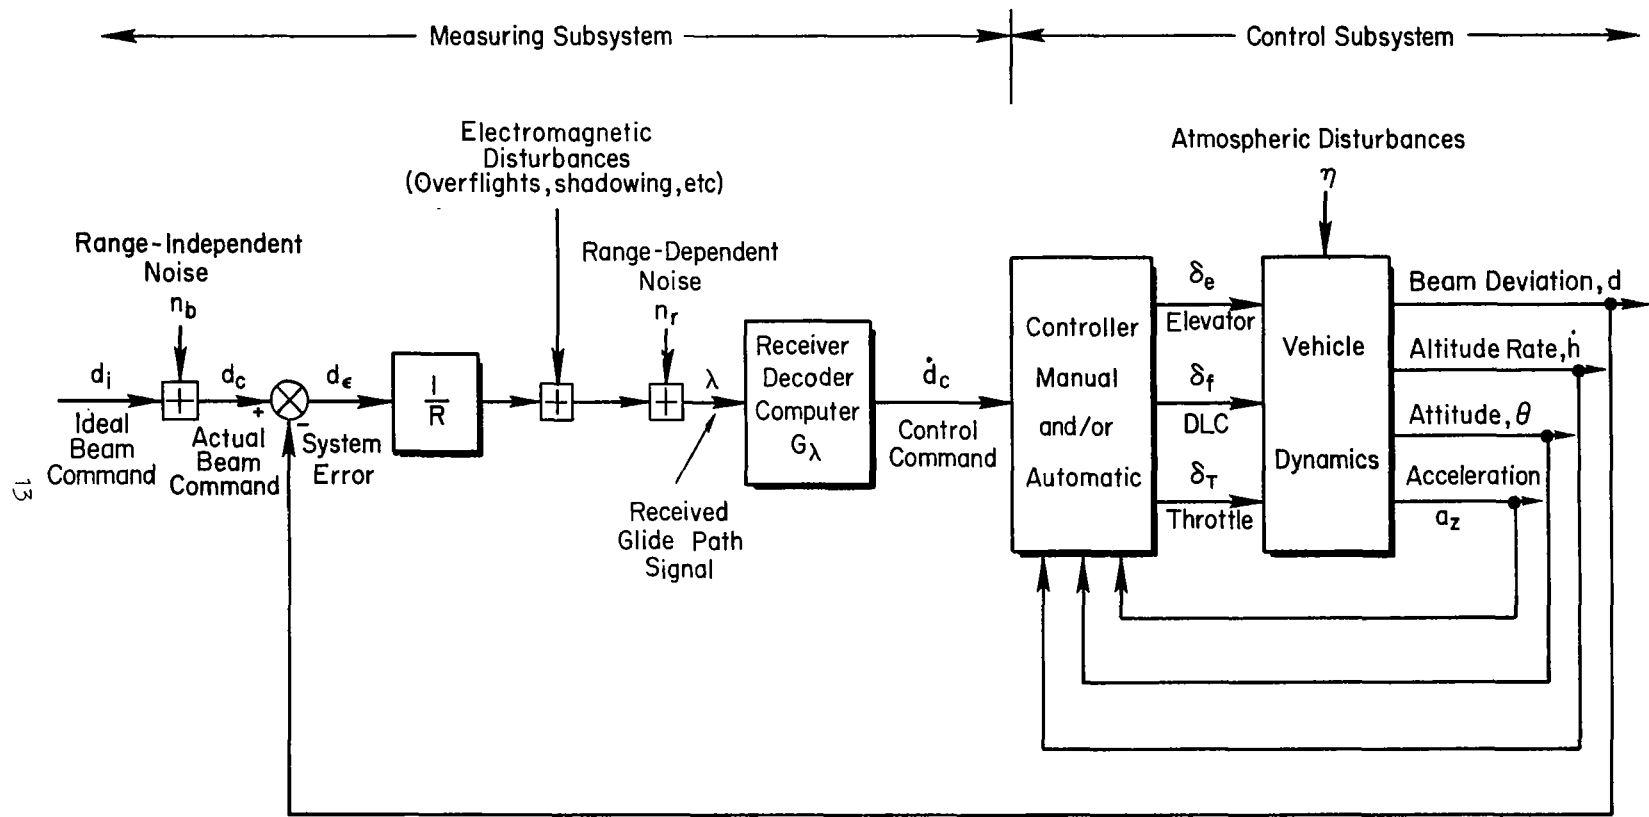 Measuring Subsystem
Control Subsystem
Electromagnetic
Disturbances
(Overflights, shadowing, etc)
Atmospheric Disturbances
η
Range-Independent
Noise
n_b
Range-Dependent
Noise
n_r
d_i
Ideal
Beam
Command
+
d_c
+
-
Actual
Beam
Command
d_ϵ
System
Error
1
R
+
+
λ
Received
Glide Path
Signal
Receiver
Decoder
Computer
G_λ
ḋ_c
Control
Command
Controller
Manual
and/or
Automatic
δ_e
Elevator
δ_f
DLC
δ_T
Throttle
Vehicle
Dynamics
Beam Deviation, d
Altitude Rate, ḣ
Attitude, θ
Acceleration
a_z
13